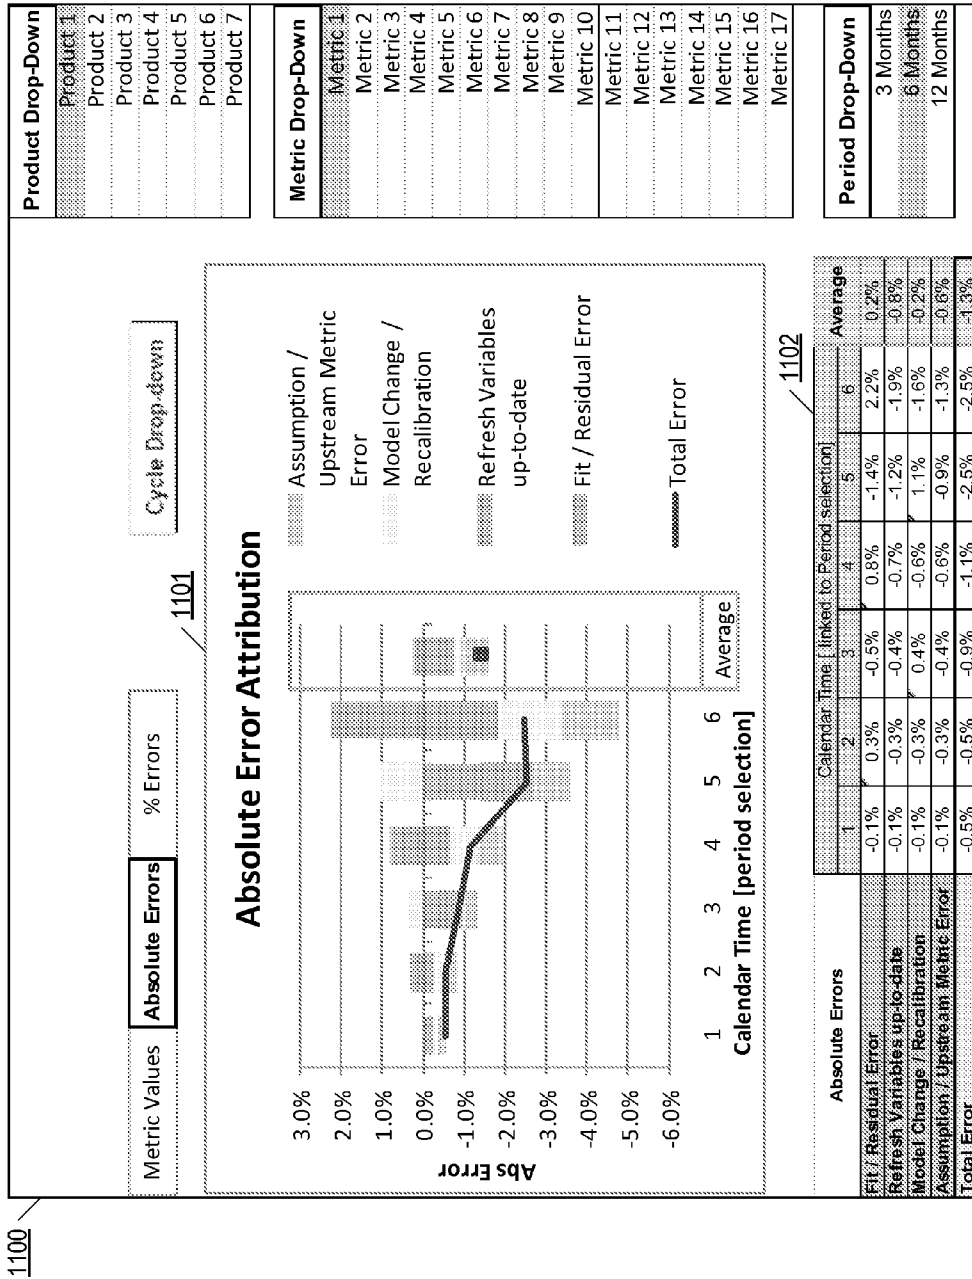 1100
Metric Values
Absolute Errors
% Errors
Cycle Drop-down
1101
Absolute Error Attribution
Abs Error
3.0%
2.0%
1.0%
0.0%
-1.0%
-2.0%
-3.0%
-4.0%
-5.0%
-6.0%
1 2 3 4 5 6 Average
Calendar Time [period selection]
Assumption /
Upstream Metric
Error
Model Change /
Recalibration
Refresh Variables
up-to-date
Fit / Residual Error
Total Error
1102
Absolute Errors
Calendar Time [ linked to Period selection]
1 2 3 4 5 6 Average
Fit / Residual Error -0.1% 0.3% -0.5% 0.8% -1.4% 2.2% 0.2%
Refresh Variables up-to-date -0.1% -0.3% -0.4% -0.7% -1.2% -1.9% -0.8%
Model Change / Recalibration -0.1% -0.3% 0.4% -0.6% 1.1% -1.6% -0.2%
Assumption / Upstream Metric Error -0.1% -0.3% -0.4% -0.6% -0.9% -1.3% -0.6%
Total Error -0.5% -0.5% -0.9% -1.1% -2.5% -2.5% -1.3%
Product Drop-Down
Product 1
Product 2
Product 3
Product 4
Product 5
Product 6
Product 7
Metric Drop-Down
Metric 1
Metric 2
Metric 3
Metric 4
Metric 5
Metric 6
Metric 7
Metric 8
Metric 9
Metric 10
Metric 11
Metric 12
Metric 13
Metric 14
Metric 15
Metric 16
Metric 17
Period Drop-Down
3 Months
6 Months
12 Months